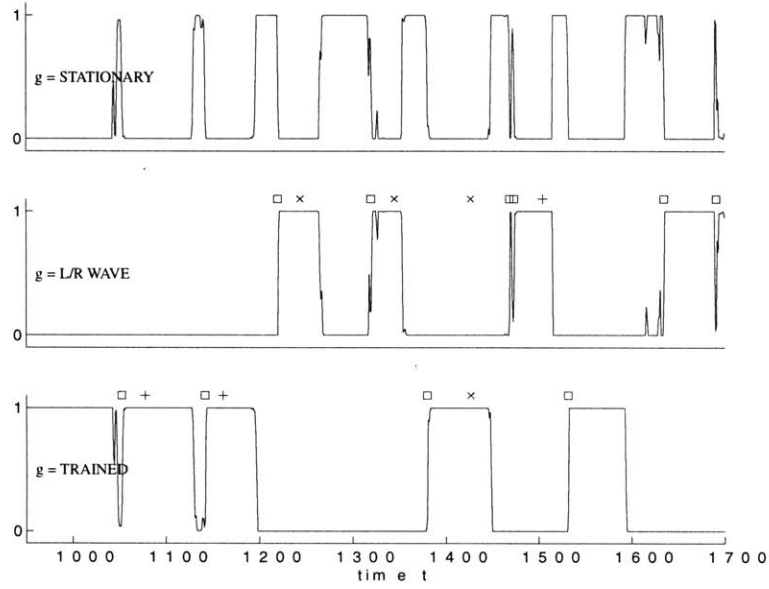 1
g = STATIONARY
0
1
g = L/R WAVE
0
1
g = TRAINED
0
1000 1100 1200 1300 1400 1500 1600 1700
time t